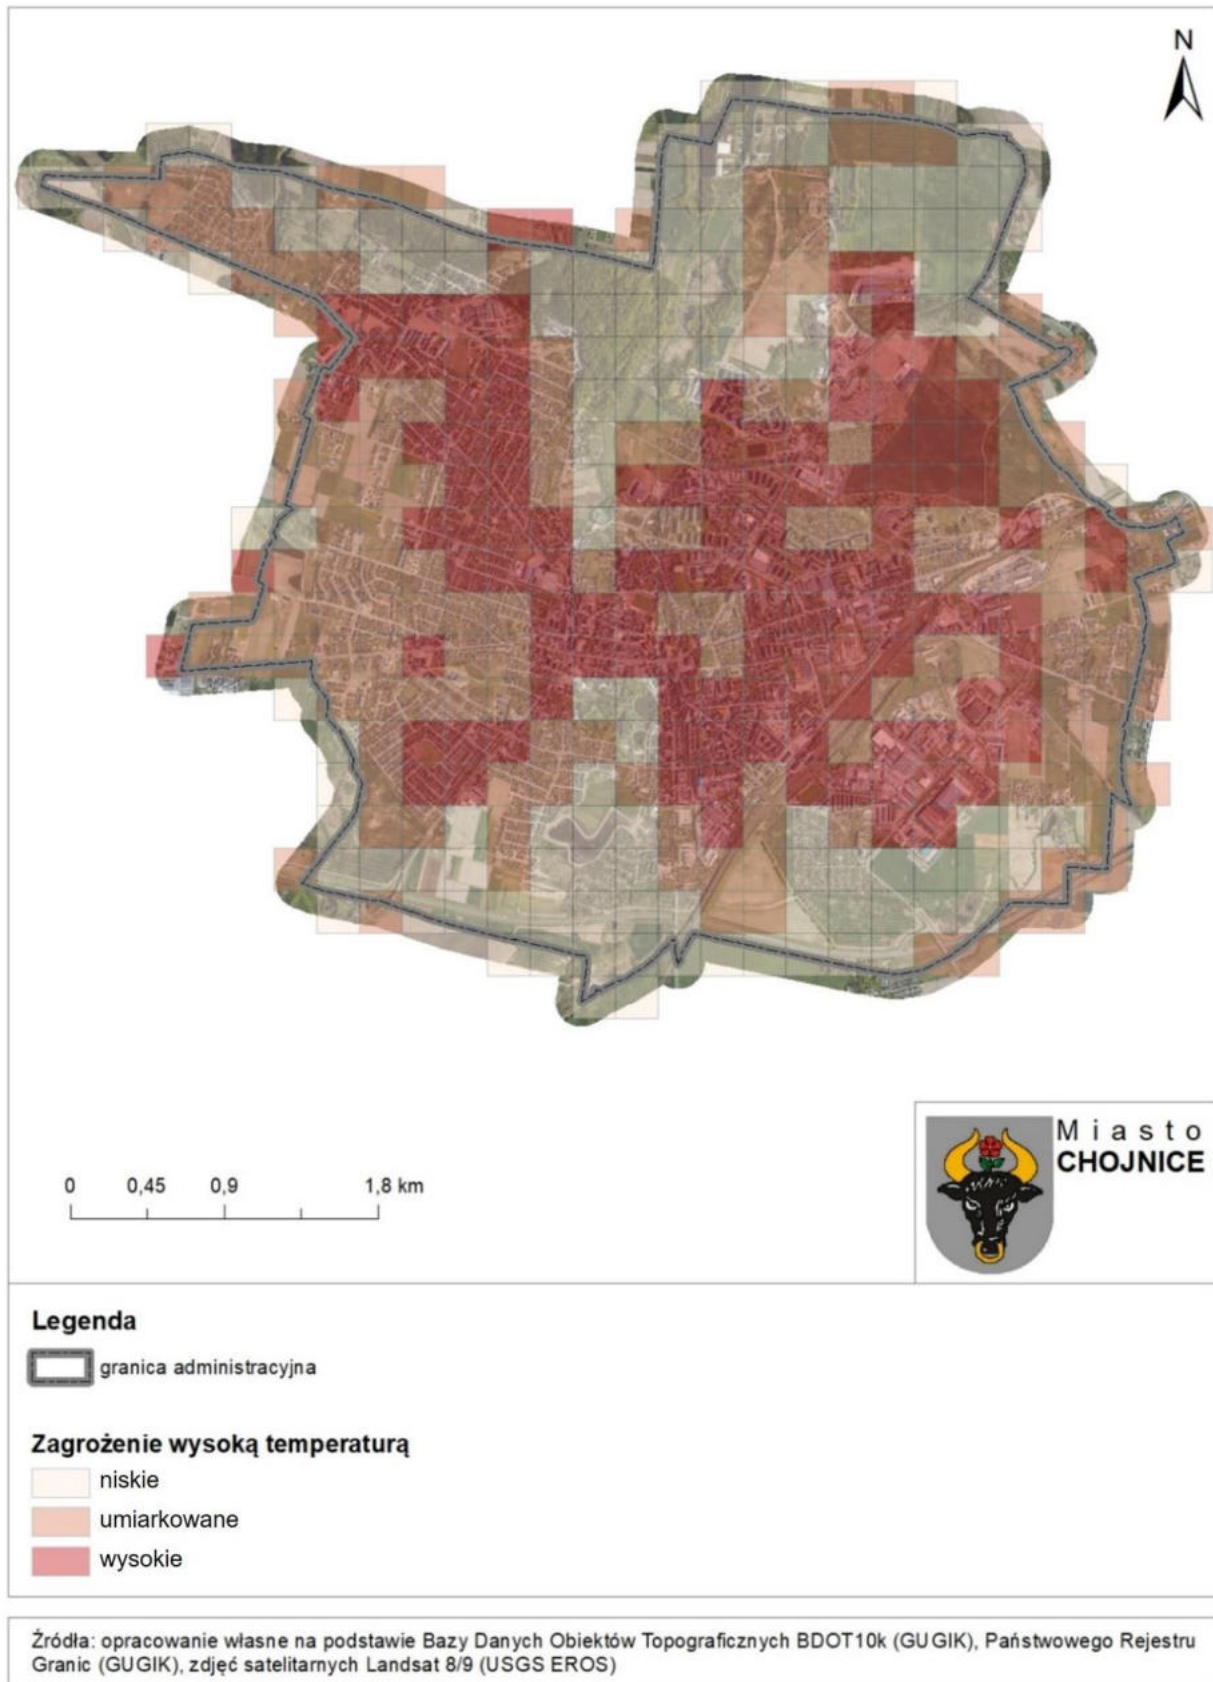 N
Miasto
CHOJNICE
0 0,45 0,9 1,8 km
Legenda
granica administracyjna
Zagrożenie wysoką temperaturą
niskie
umiarkowane
wysokie
Źródła: opracowanie własne na podstawie Bazy Danych Obiektów Topograficznych BDOT10k (GUGIK), Państwowego Rejestru
Granic (GUGIK), zdjęć satelitarnych Landsat 8/9 (USGS EROS)